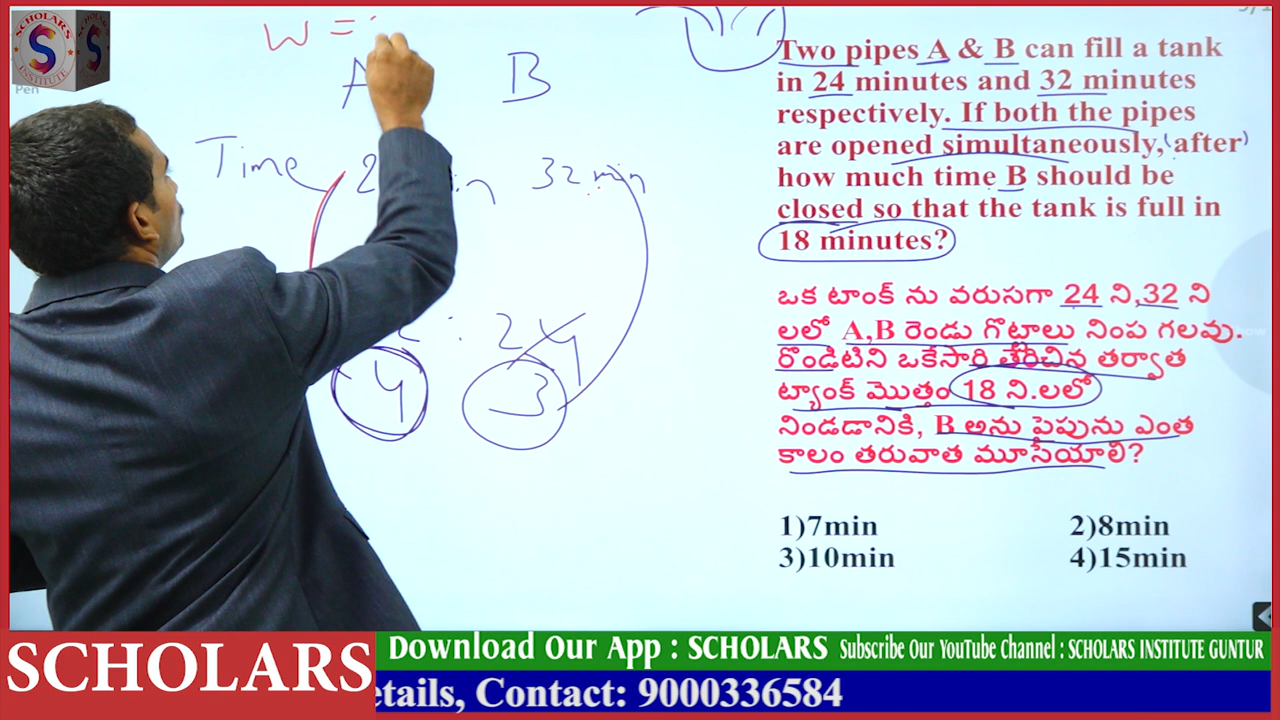 SCHOLARS
S
S
INSTITUTE
Pen
W =
A B
Time 2 in 32 min
2 : 24
4 3
Two pipes A & B can fill a tank
in 24 minutes and 32 minutes
respectively. If both the pipes
are opened simultaneously, (after)
how much time B should be
closed so that the tank is full in
18 minutes?
ఒక టాంక్ ను వరుసగా 24 ని,32 ని
లలో A,B రెండు గొట్టాలు నింప గలవు.
రొండిటిని ఒకేసారి తెరిచిన తర్వాత
ట్యాంక్ మొత్తం 18 ని.లలో
నిండడానికి, B అను పైపును ఎంత
కాలం తరువాత మూసేయాలి?
1)7min 2)8min
3)10min 4)15min
SCHOLARS
Download Our App : SCHOLARS Subscribe Our YouTube Channel : SCHOLARS INSTITUTE GUNTUR
etails, Contact: 9000336584